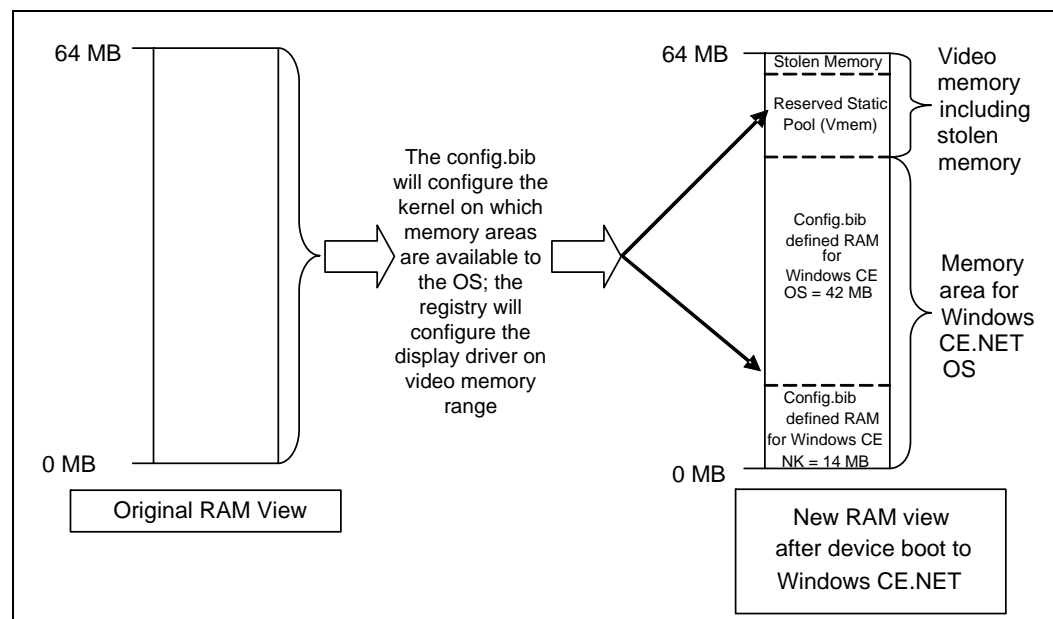 64 MB
0 MB
Original RAM View
The config.bib
will configure the
kernel on which
memory areas
are available to
the OS; the
registry will
configure the
display driver on
video memory
range
64 MB
Stolen Memory
Reserved Static
Pool (Vmem)
Config.bib
defined RAM
for
Windows CE
OS = 42 MB
Config.bib
defined RAM
for Windows CE
NK = 14 MB
0 MB
Video
memory
including
stolen
memory
Memory
area for
Windows
CE.NET
OS
New RAM view
after device boot to
Windows CE.NET